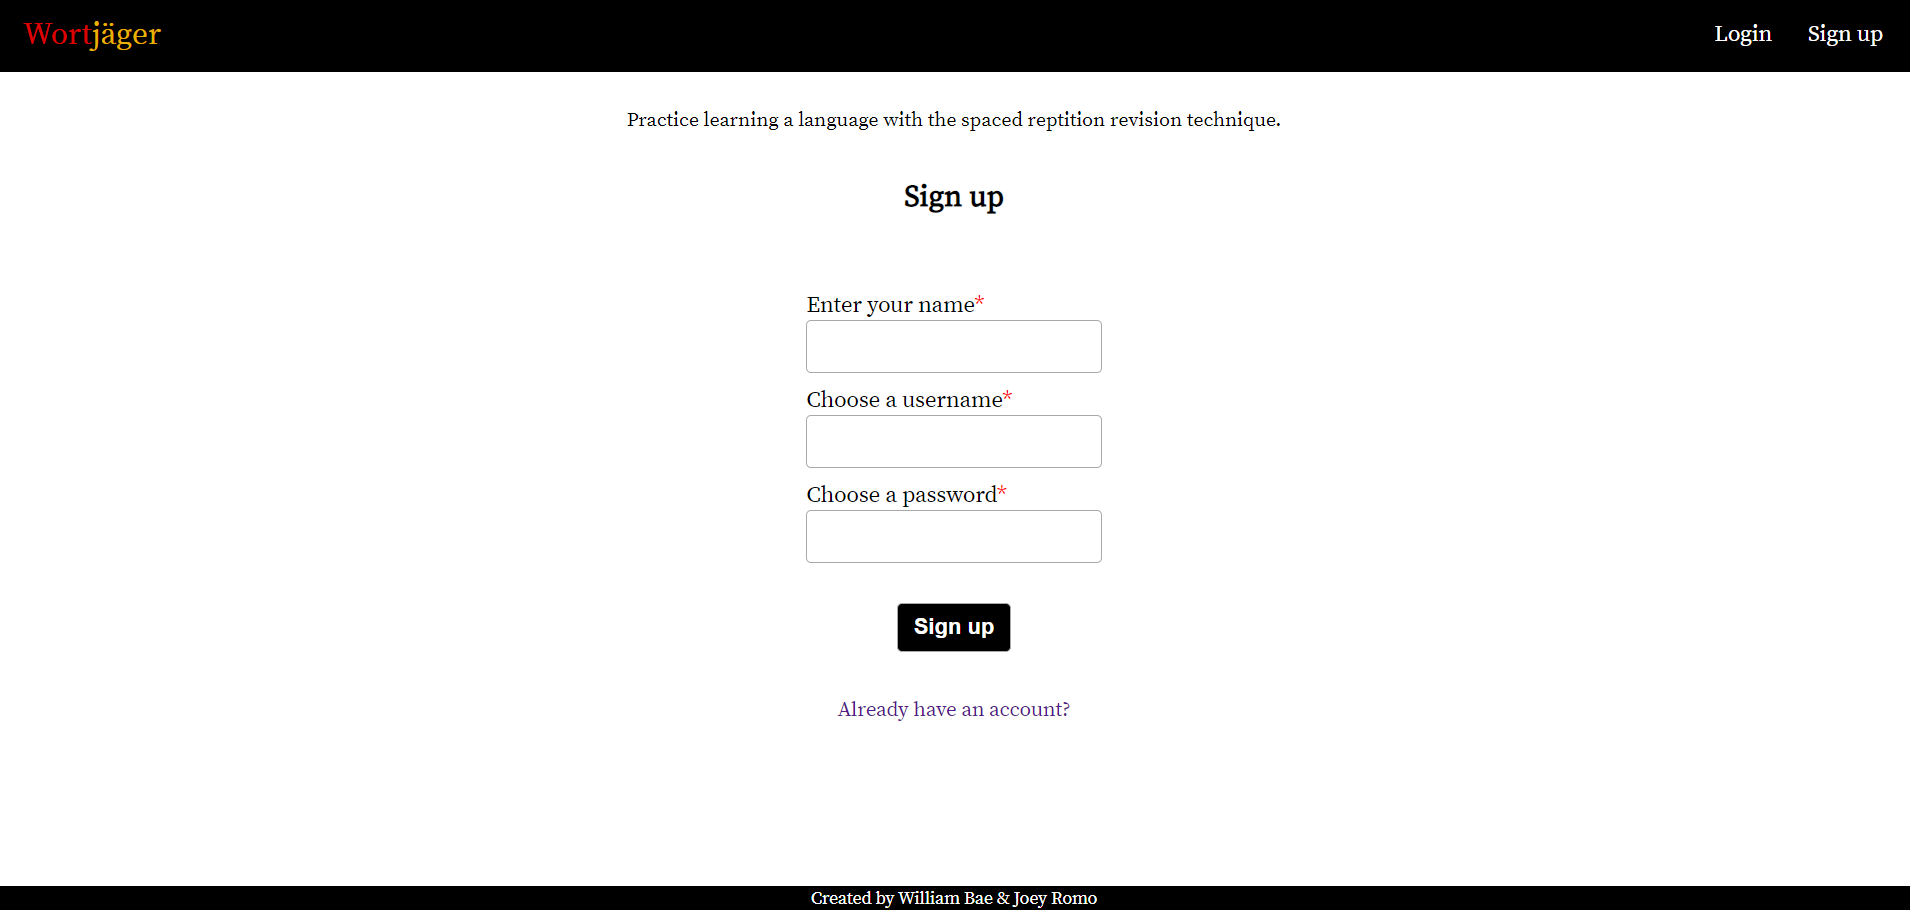 Wortjäger
Login Sign up
Practice learning a language with the spaced reptition revision technique.
Sign up
Enter your name*
Choose a username*
Choose a password*
Sign up
Already have an account?
Created by William Bae & Joey Romo